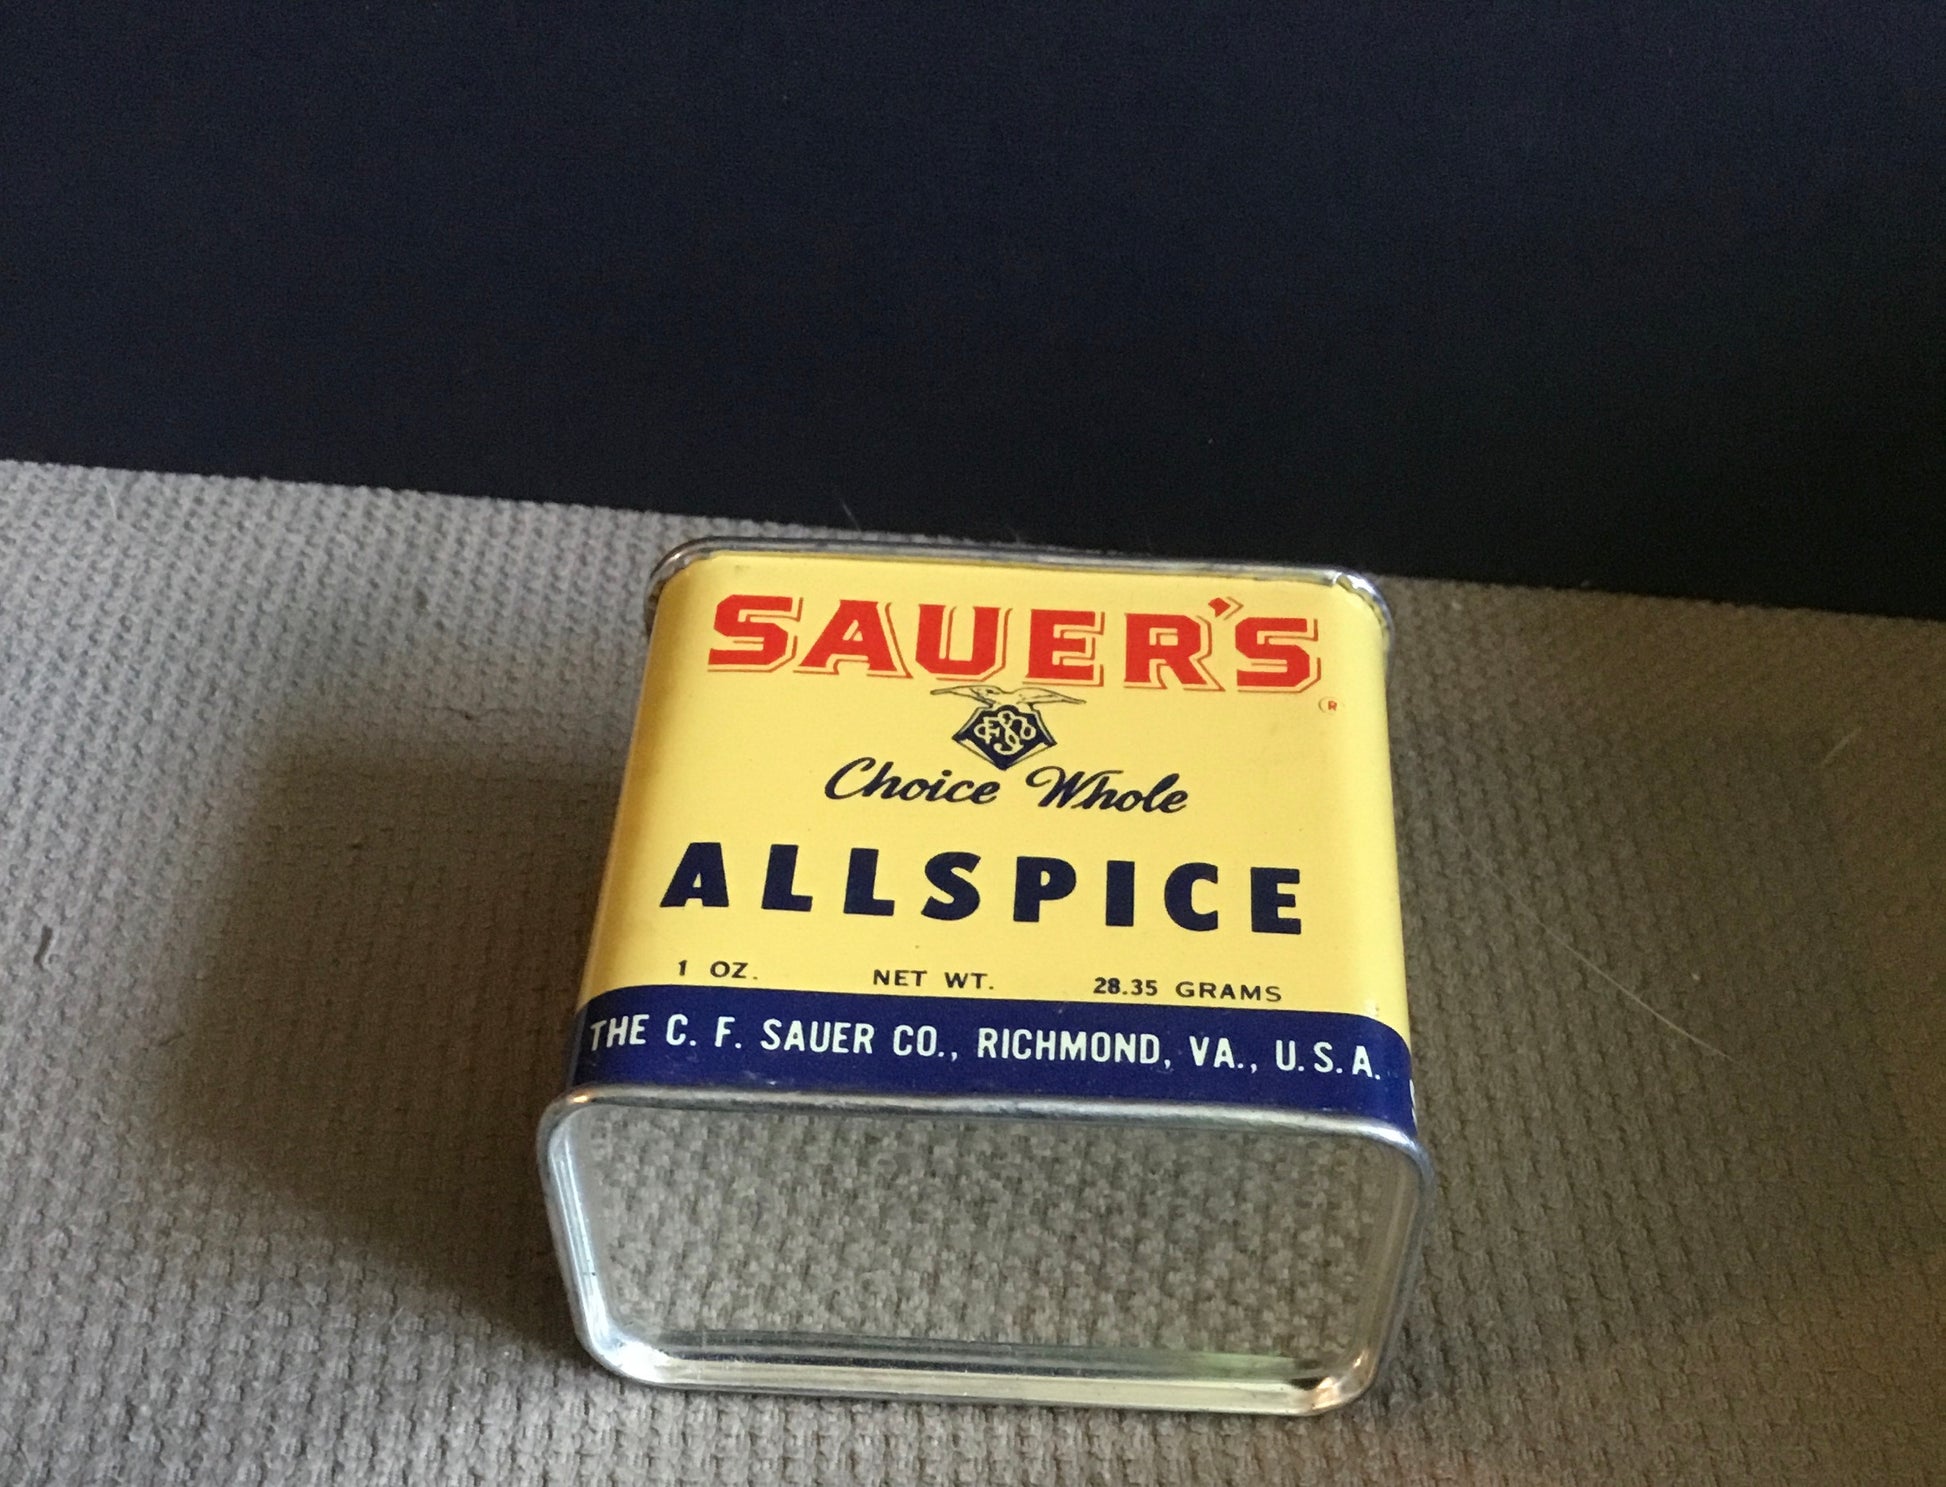 SAUER'S
®
Choice Whole
ALLSPICE
1 OZ. NET WT. 28.35 GRAMS
THE C. F. SAUER CO., RICHMOND, VA., U.S.A.